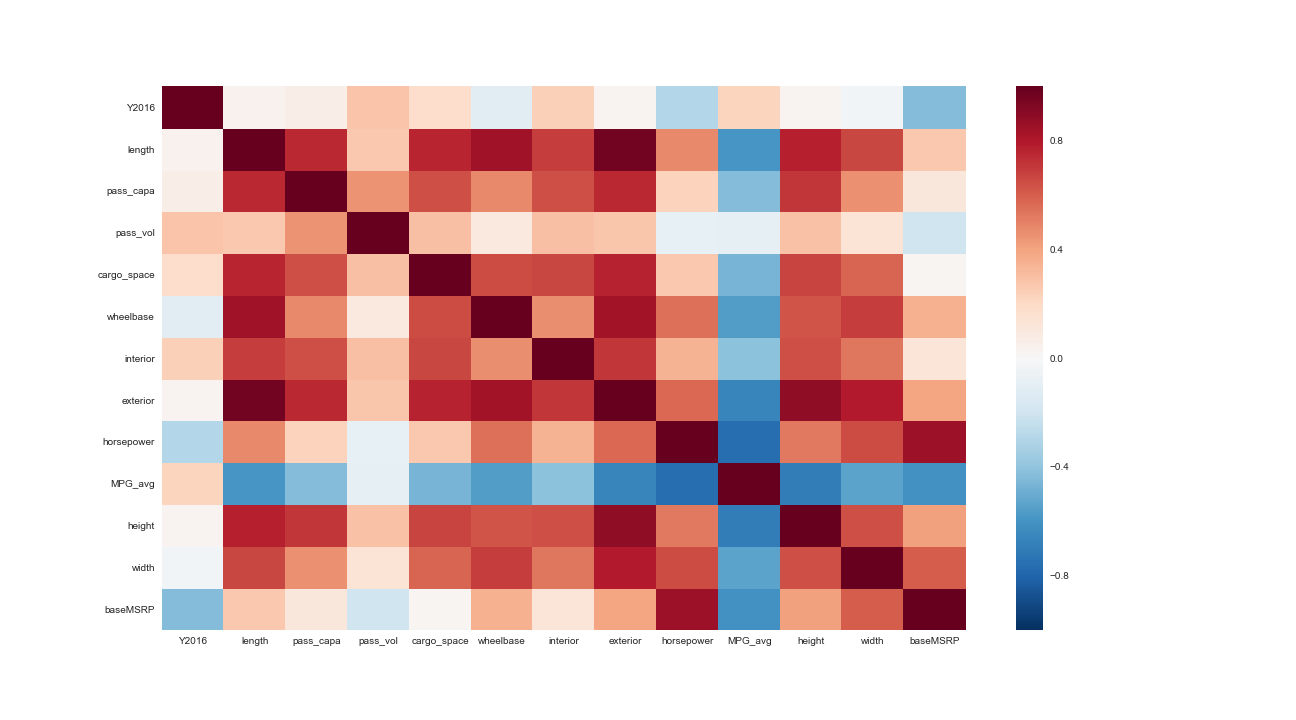 Y2016
length
pass_capa
pass_vol
cargo_space
wheelbase
interior
exterior
horsepower
MPG_avg
height
width
baseMSRP
Y2016 length pass_capa pass_vol cargo_space wheelbase interior exterior horsepower MPG_avg height width baseMSRP
0.8
0.4
0.0
−0.4
−0.8